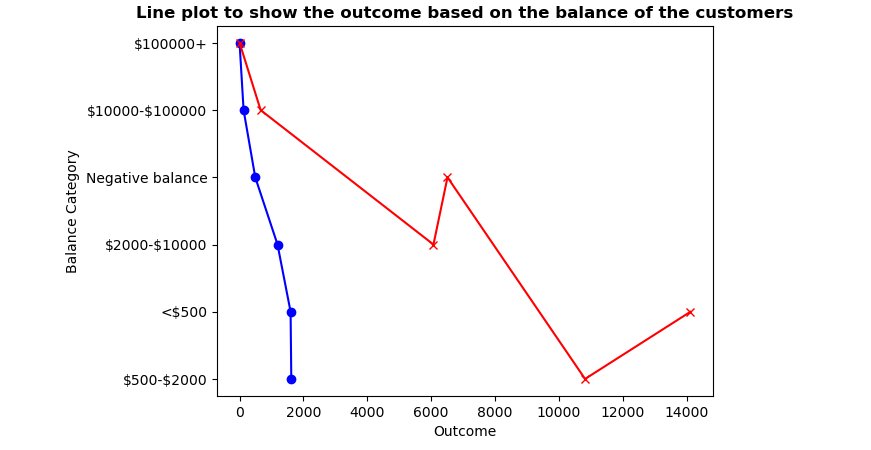 Line plot to show the outcome based on the balance of the customers
$100000+
$10000-$100000
Negative balance
$2000-$10000
<$500
$500-$2000
Balance Category
0 2000 4000 6000 8000 10000 12000 14000
Outcome